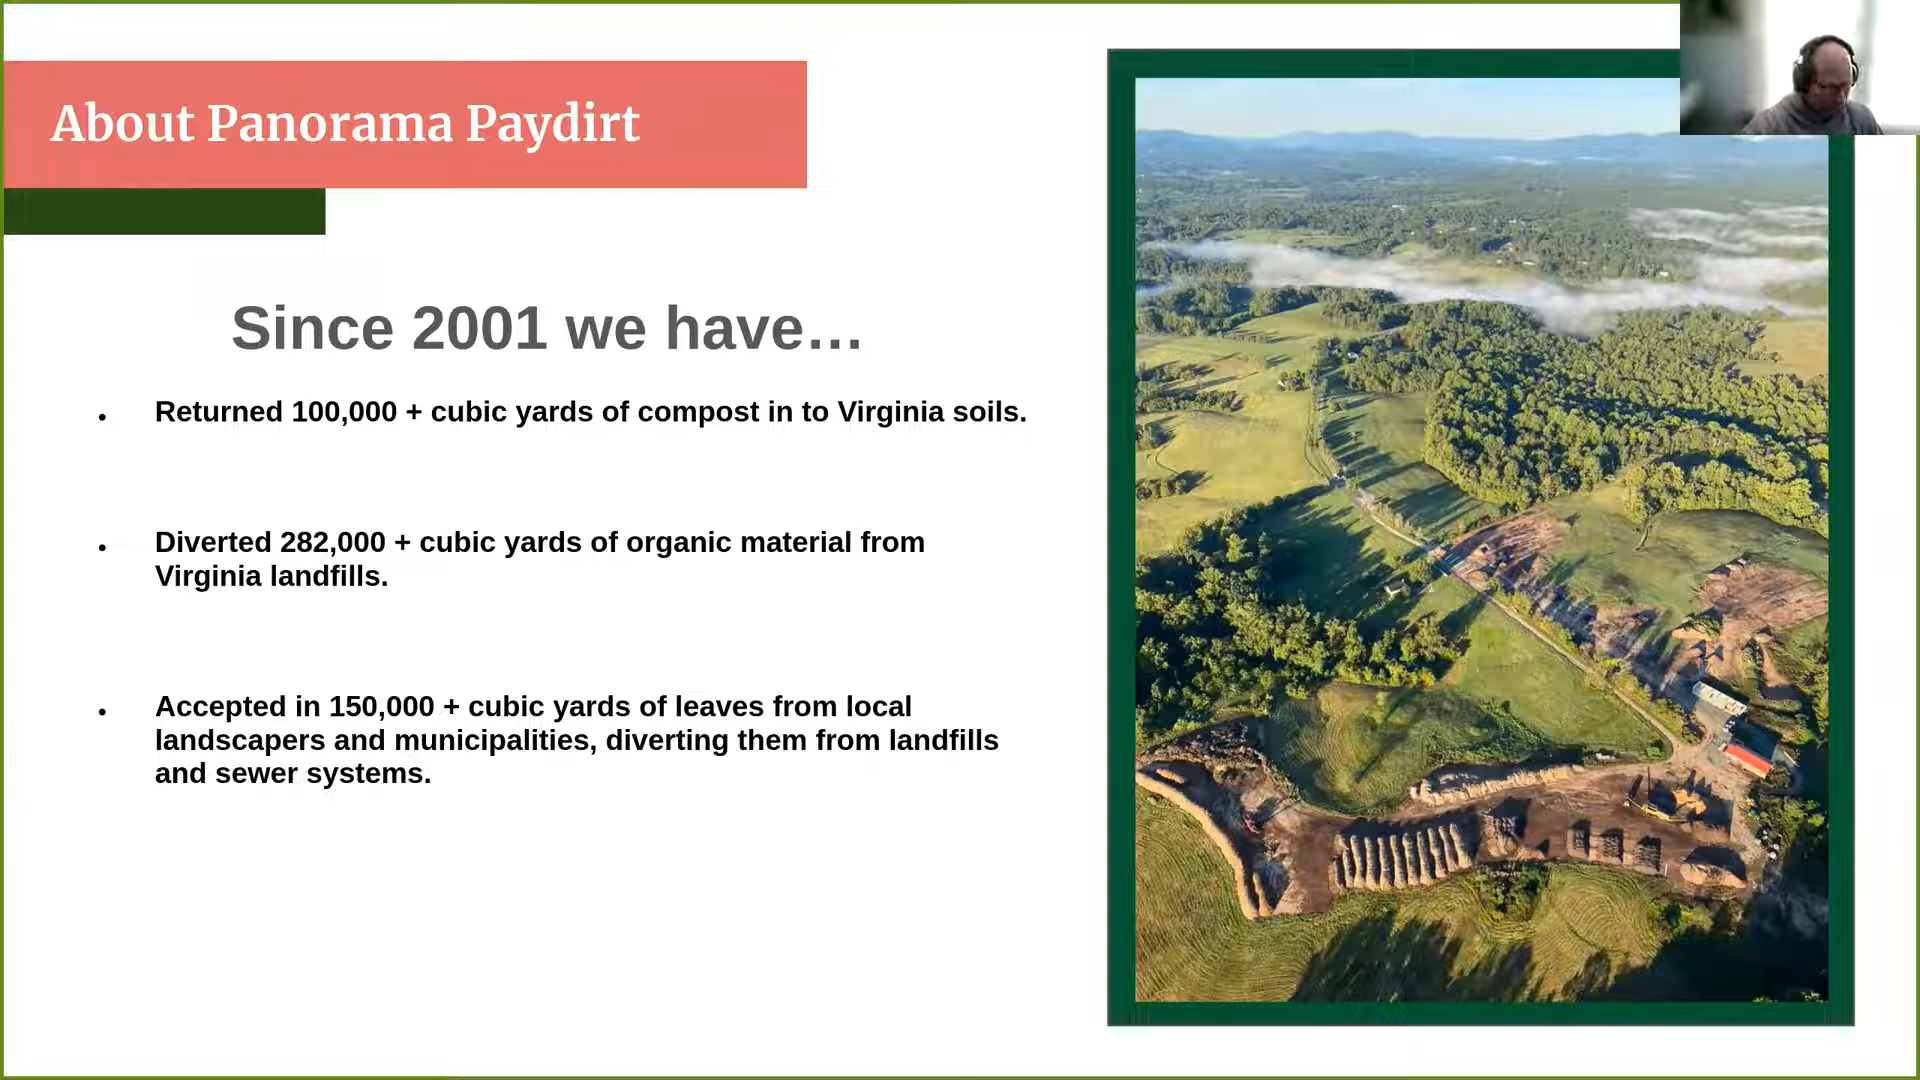 About Panorama Paydirt
Since 2001 we have…
• Returned 100,000 + cubic yards of compost in to Virginia soils.
• Diverted 282,000 + cubic yards of organic material from
Virginia landfills.
• Accepted in 150,000 + cubic yards of leaves from local
landscapers and municipalities, diverting them from landfills
and sewer systems.